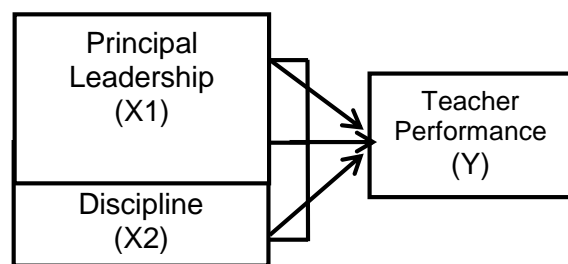 Principal
Leadership
(X1)
Discipline
(X2)
Teacher
Performance
(Y)